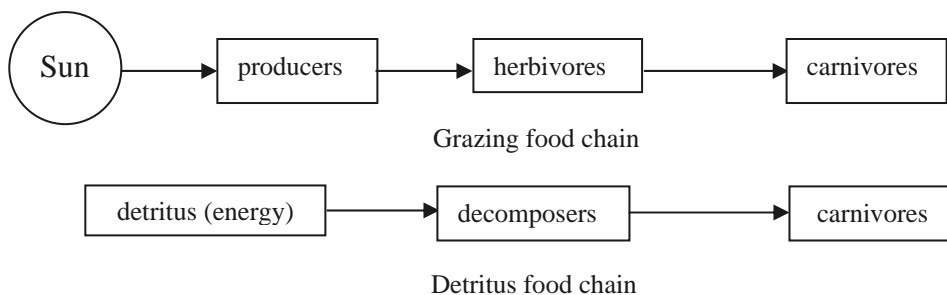 Sun producers herbivores carnivores
Grazing food chain
detritus (energy) decomposers carnivores
Detritus food chain